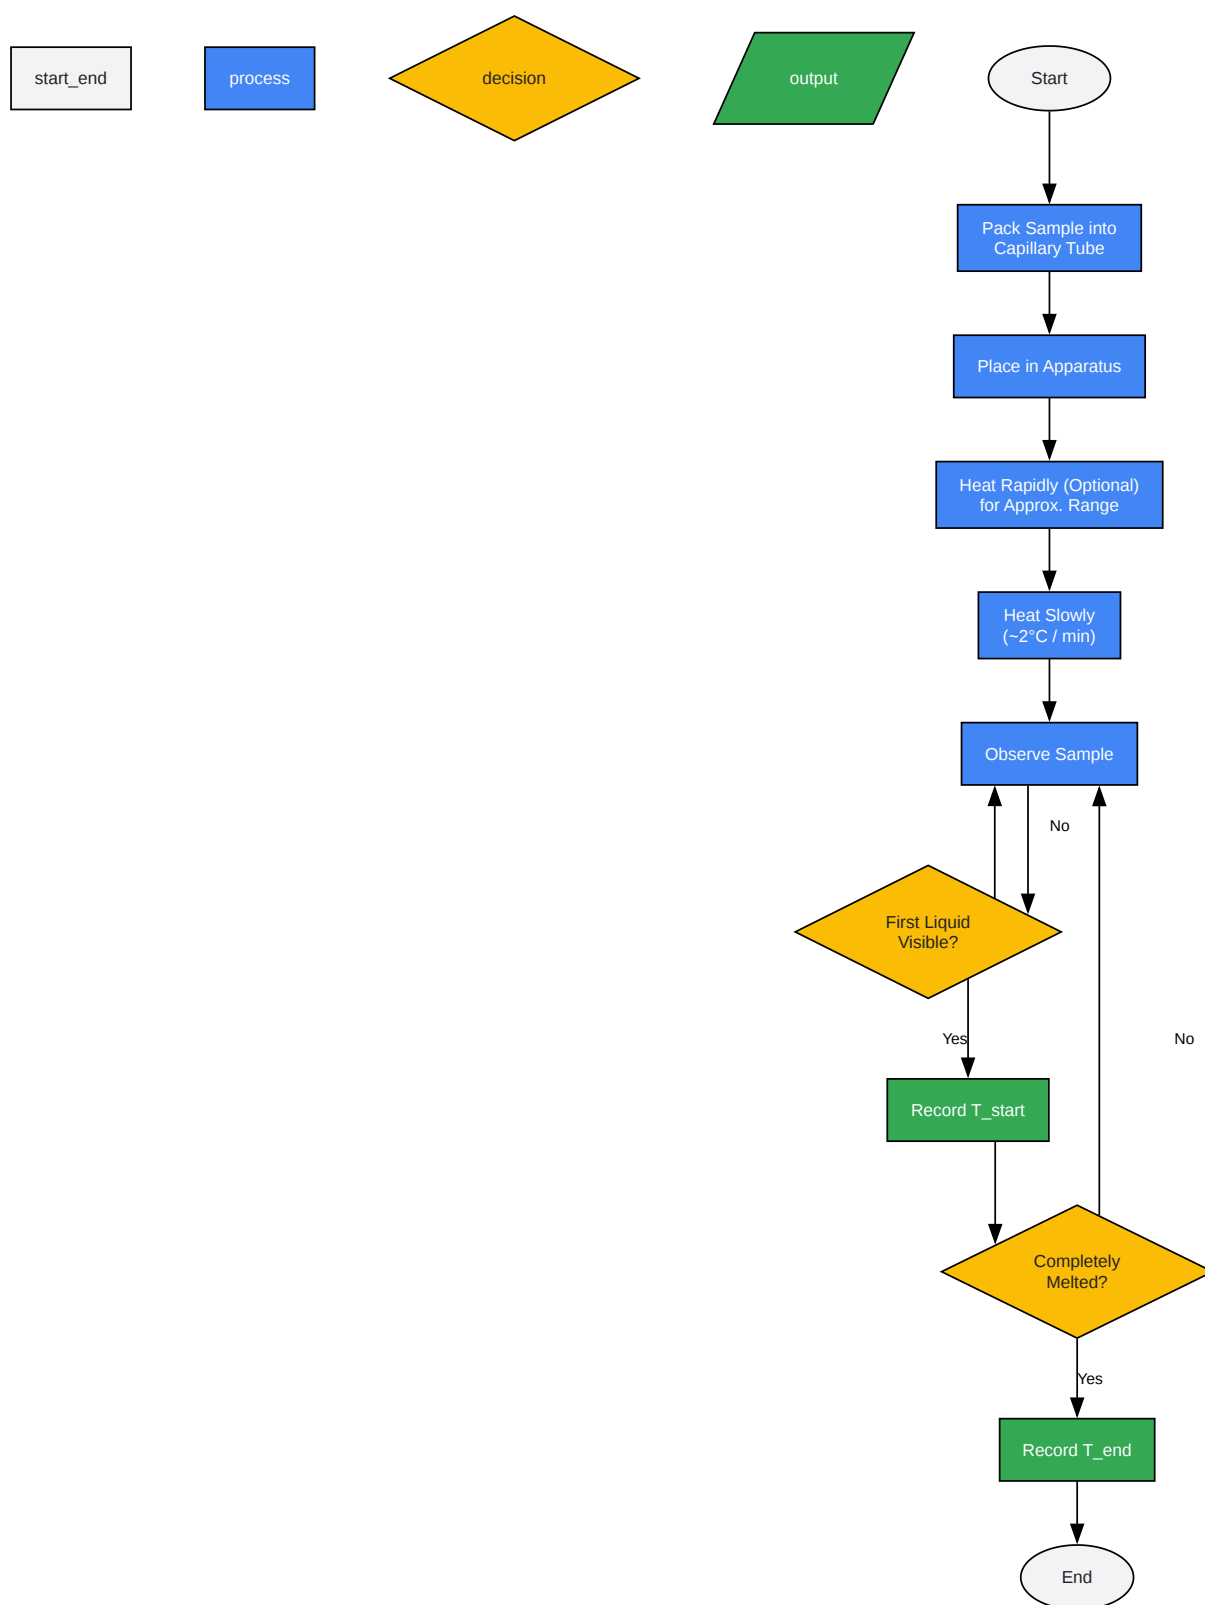 start_end
process
decision
output
Start
Pack Sample into
Capillary Tube
Place in Apparatus
Heat Rapidly (Optional)
for Approx. Range
Heat Slowly
(~2°C / min)
Observe Sample
No
First Liquid
Visible?
Yes
No
Record T_start
Completely
Melted?
Yes
Record T_end
End